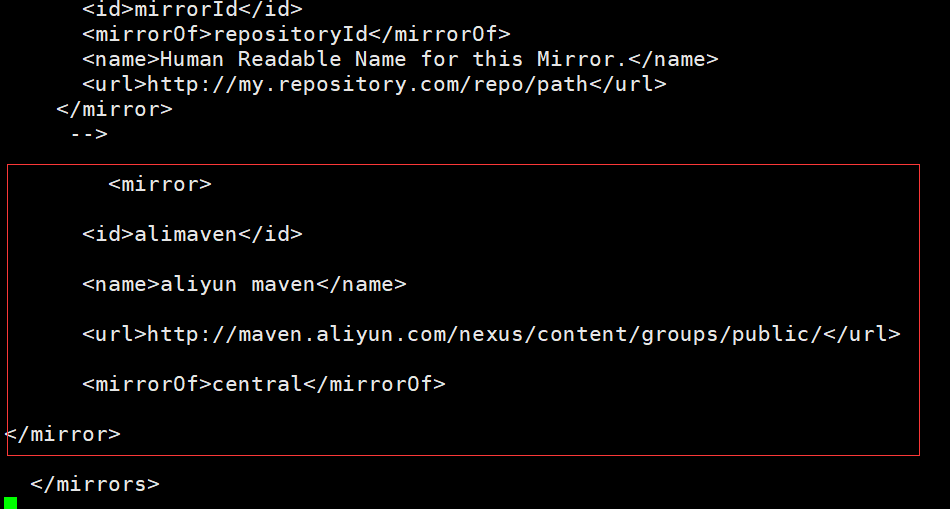 <id>mirrorId</id>
<mirrorOf>repositoryId</mirrorOf>
<name>Human Readable Name for this Mirror.</name>
<url>http://my.repository.com/repo/path</url>
</mirror>
-->
<mirror>
<id>alimaven</id>
<name>aliyun maven</name>
<url>http://maven.aliyun.com/nexus/content/groups/public/</url>
<mirrorOf>central</mirrorOf>
</mirror>
</mirrors>